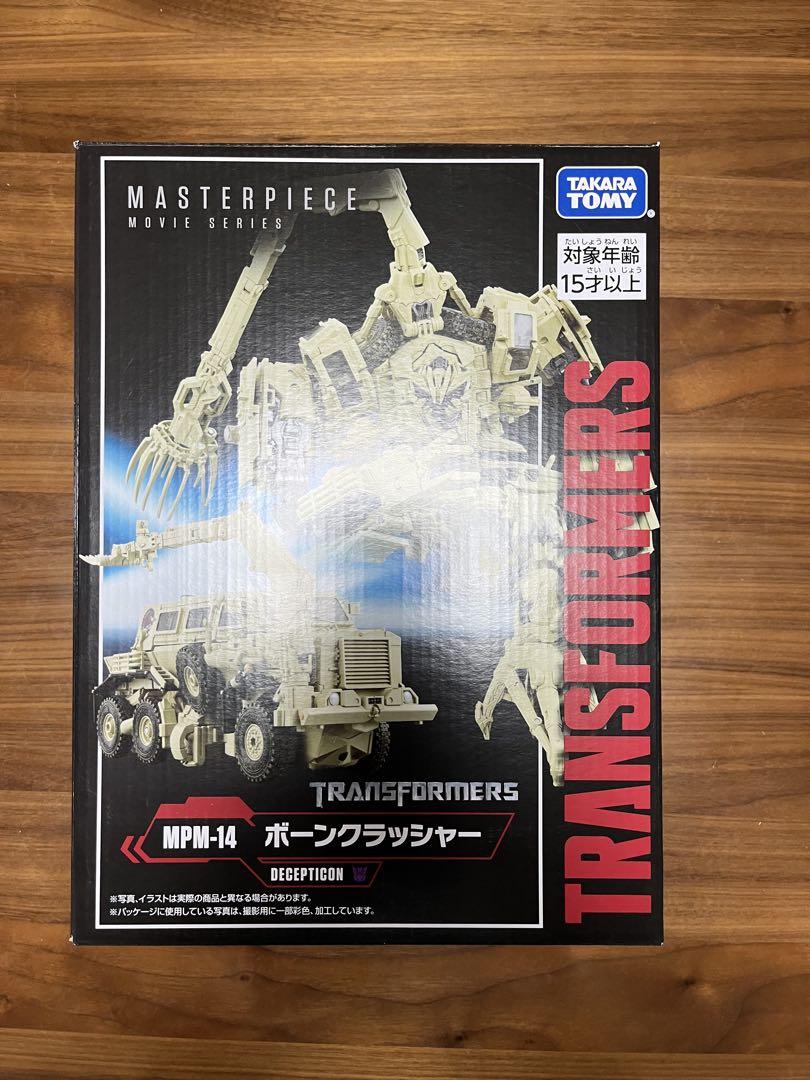 MASTERPIECE
MOVIE SERIES
TAKARA
TOMY
たいしょうねんれい
対象年齢
さいいじょう
15才以上
TRANSFORMERS
TRANSFORMERS
MPM-14 ボーンクラッシャー
DECEPTICON
※写真、イラストは実際の商品と異なる場合があります。
※パッケージに使用している写真は、撮影用に一部彩色、加工しています。